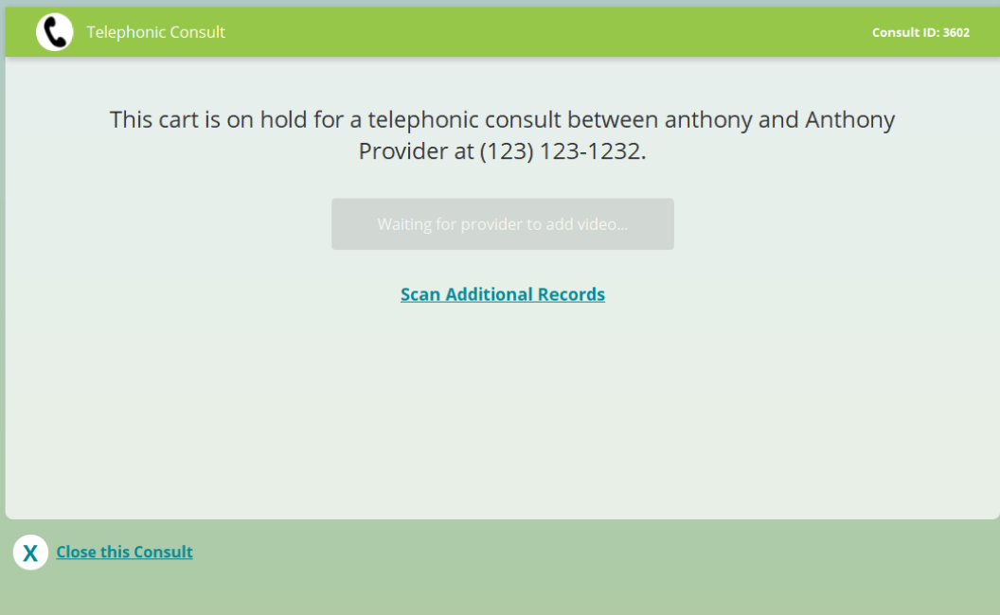 Telephonic Consult
Consult ID: 3602
This cart is on hold for a telephonic consult between anthony and Anthony
Provider at (123) 123-1232.
Waiting for provider to add video...
Scan Additional Records
X Close this Consult